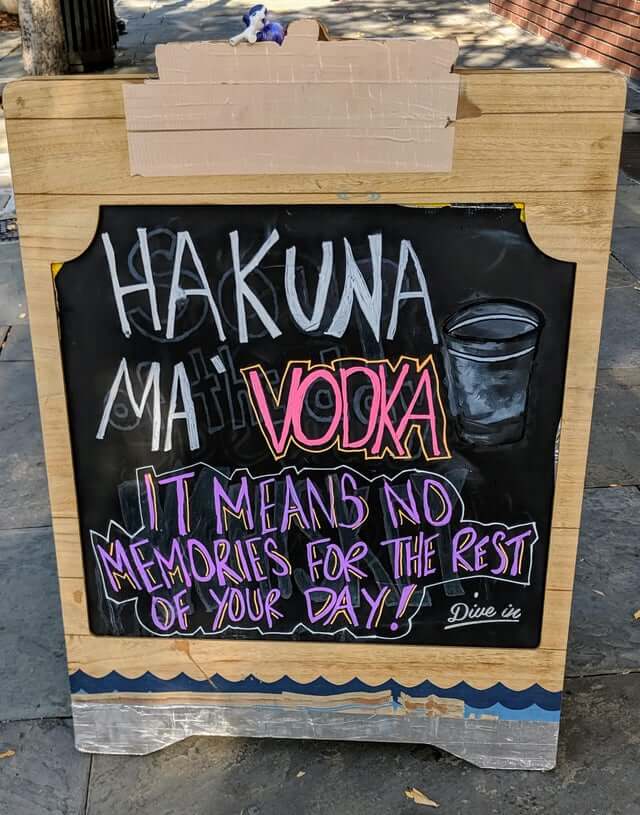 HAKUNA
MA' VODKA
IT MEANS NO
MEMORIES FOR THE REST
OF YOUR DAY!
Dive in